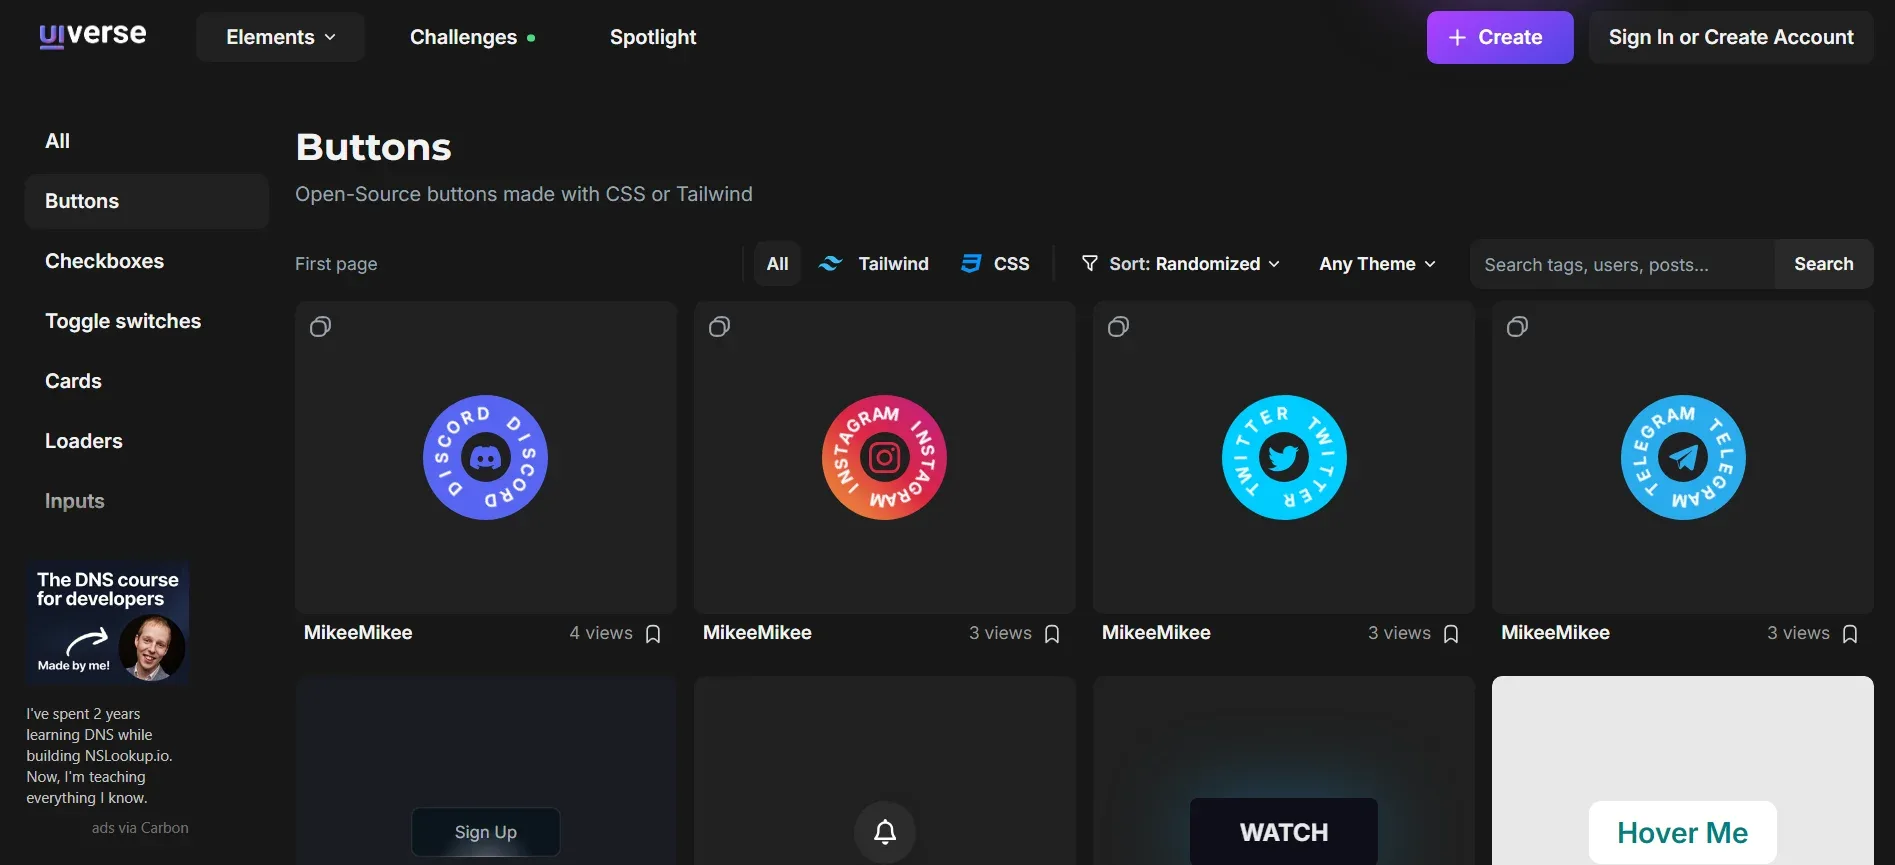 uiverse
Elements
Challenges
Spotlight
+ Create
Sign In or Create Account
All
Buttons
Checkboxes
Toggle switches
Cards
Loaders
Inputs
The DNS course
for developers
Made by me!
I've spent 2 years
learning DNS while
building NSLookup.io.
Now, I'm teaching
everything I know.
ads via Carbon
Buttons
Open-Source buttons made with CSS or Tailwind
First page
All
Tailwind
CSS
Sort: Randomized
Any Theme
Search tags, users, posts...
Search
DISCORD DISCORD
INSTAGRAM INSTAGRAM
TWITTER TWITTER
TELEGRAM TELEGRAM
MikeeMikee
4 views
MikeeMikee
3 views
MikeeMikee
3 views
MikeeMikee
3 views
Sign Up
WATCH
Hover Me